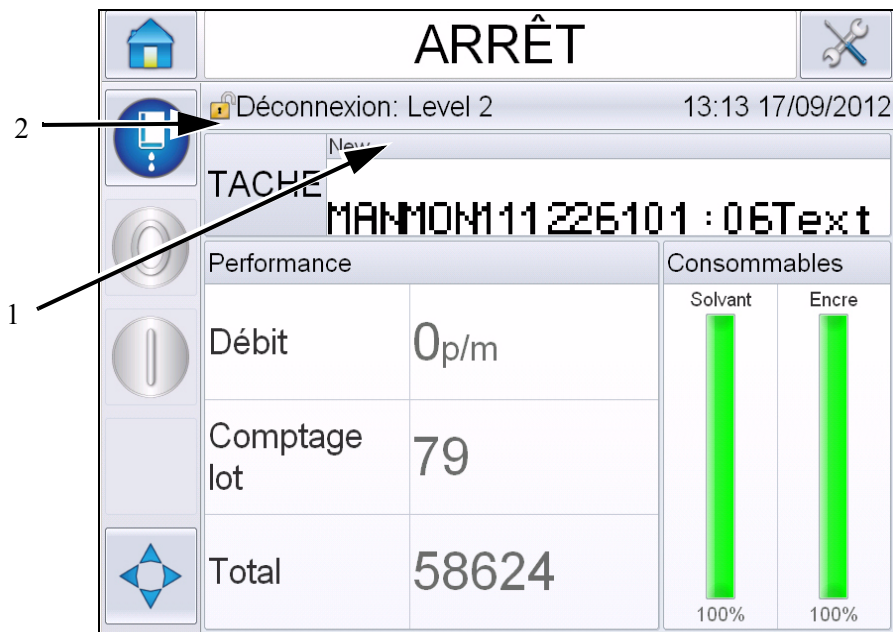 ARRÊT
Déconnexion: Level 2 13:13 17/09/2012
2
New
TACHE
MANMON111226101:06Text
Performance
Consommables
1
Solvant Encre
Débit 0p/m
Comptage
lot
79
Total 58624
100% 100%